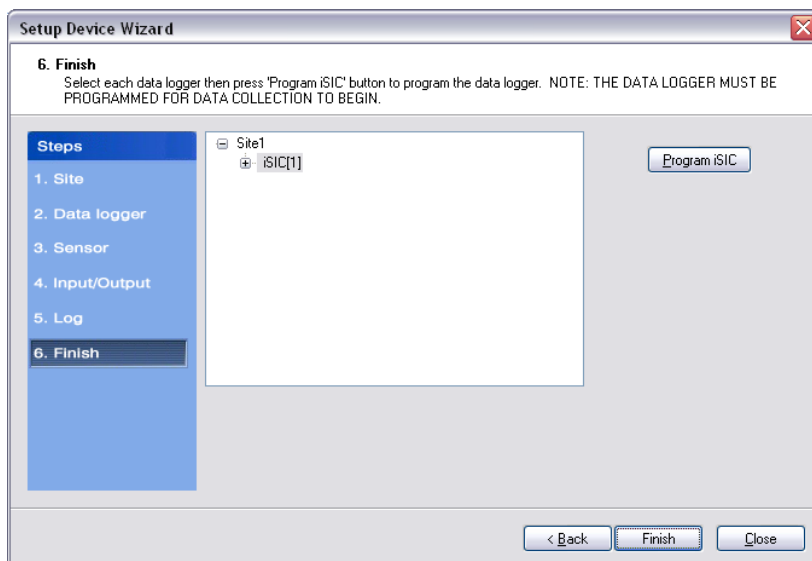 Setup Device Wizard
6. Finish
Select each data logger then press 'Program iSIC' button to program the data logger. NOTE: THE DATA LOGGER MUST BE
PROGRAMMED FOR DATA COLLECTION TO BEGIN.
Steps
1. Site
2. Data logger
3. Sensor
4. Input/Output
5. Log
6. Finish
Site1
iSIC[1]
Program iSIC
< Back
Finish
Close